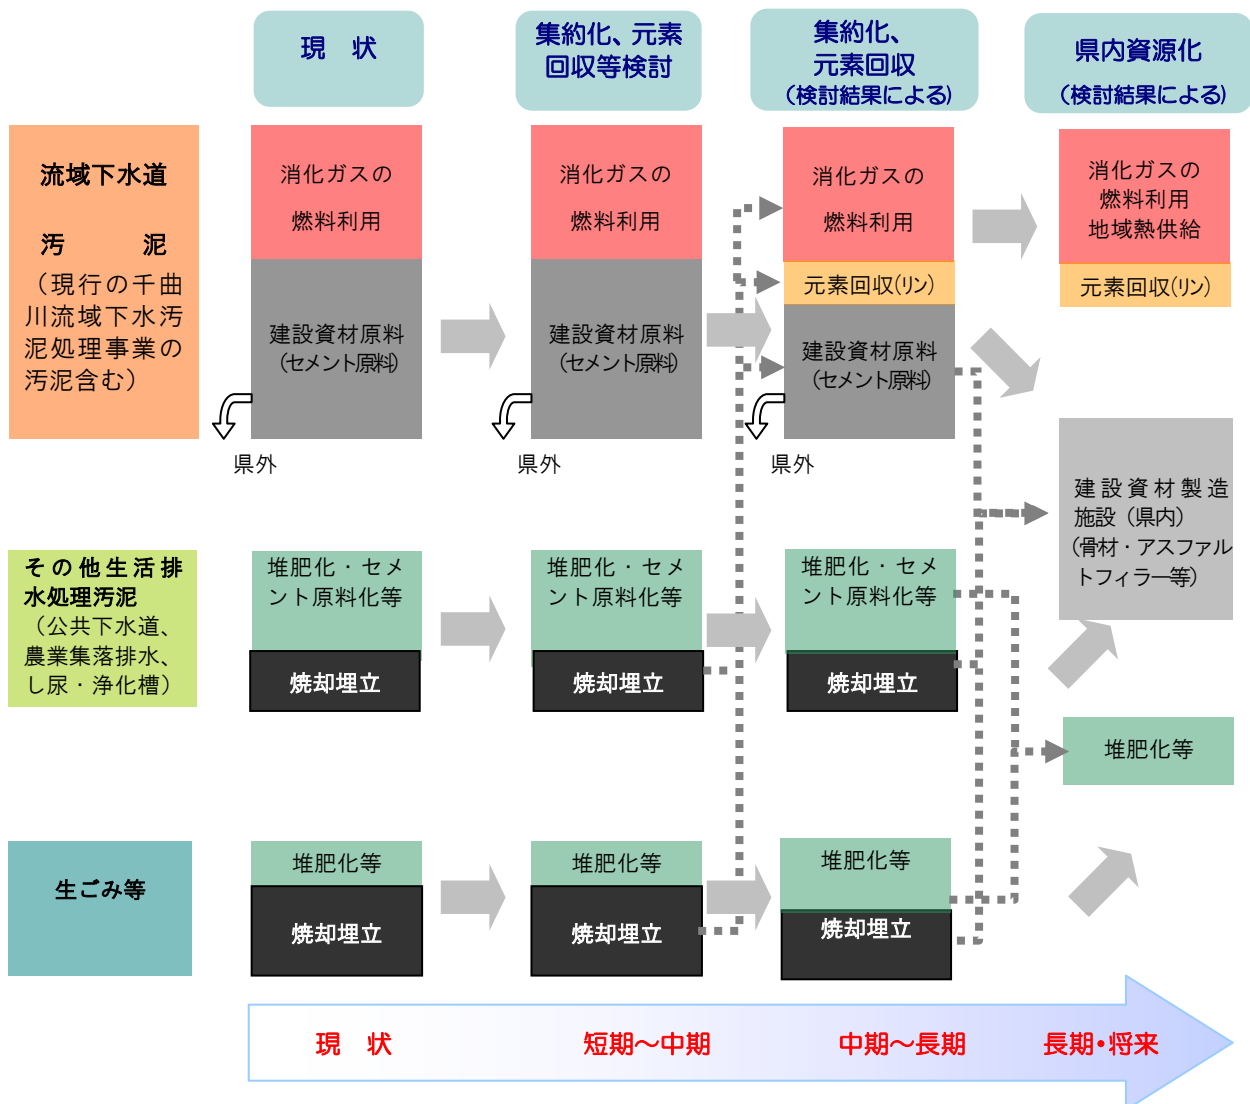 現　状
集約化、元素
回収等検討
集約化、
元素回収
（検討結果による）
県内資源化
（検討結果による）
流域下水道
汚　　　泥
（現行の千曲
川流域下水汚
泥処理事業の
汚泥含む）
消化ガスの
燃料利用
建設資材原料
（セメント原料）
県外
消化ガスの
燃料利用
建設資材原料
（セメント原料）
県外
消化ガスの
燃料利用
元素回収(リン)
建設資材原料
（セメント原料）
県外
消化ガスの
燃料利用
地域熱供給
元素回収(リン)
建設資材製造
施設（県内）
（骨材・アスファル
トフィラー等）
その他生活排
水処理汚泥
（公共下水道、
農業集落排水、
し尿・浄化槽）
堆肥化・セメ
ント原料化等
焼却埋立
堆肥化・セメ
ント原料化等
焼却埋立
堆肥化・セメ
ント原料化等
焼却埋立
堆肥化等
生ごみ等
堆肥化等
焼却埋立
堆肥化等
焼却埋立
堆肥化等
焼却埋立
現　状
短期～中期
中期～長期
長期・将来